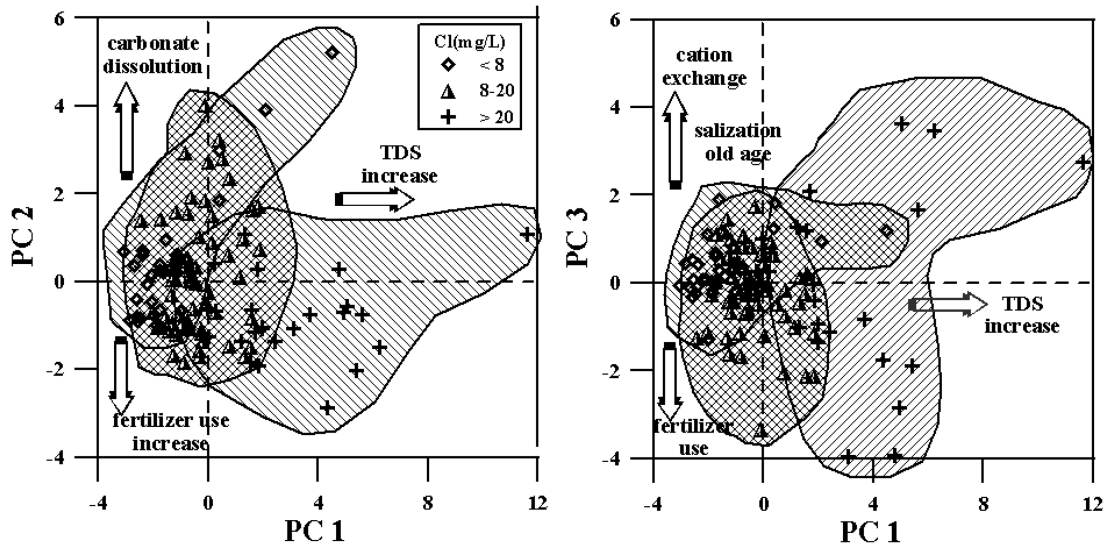 6
4
2
0
-2
-4
PC 2
carbonate
dissolution
Cl(mg/L)
< 8
8-20
> 20
TDS
increase
fertilizer use
increase
-4
0
4
8
12
PC 1
6
4
2
0
-2
-4
PC 3
cation
exchange
salization
old age
TDS
increase
fertilizer
use
-4
0
4
8
12
PC 1